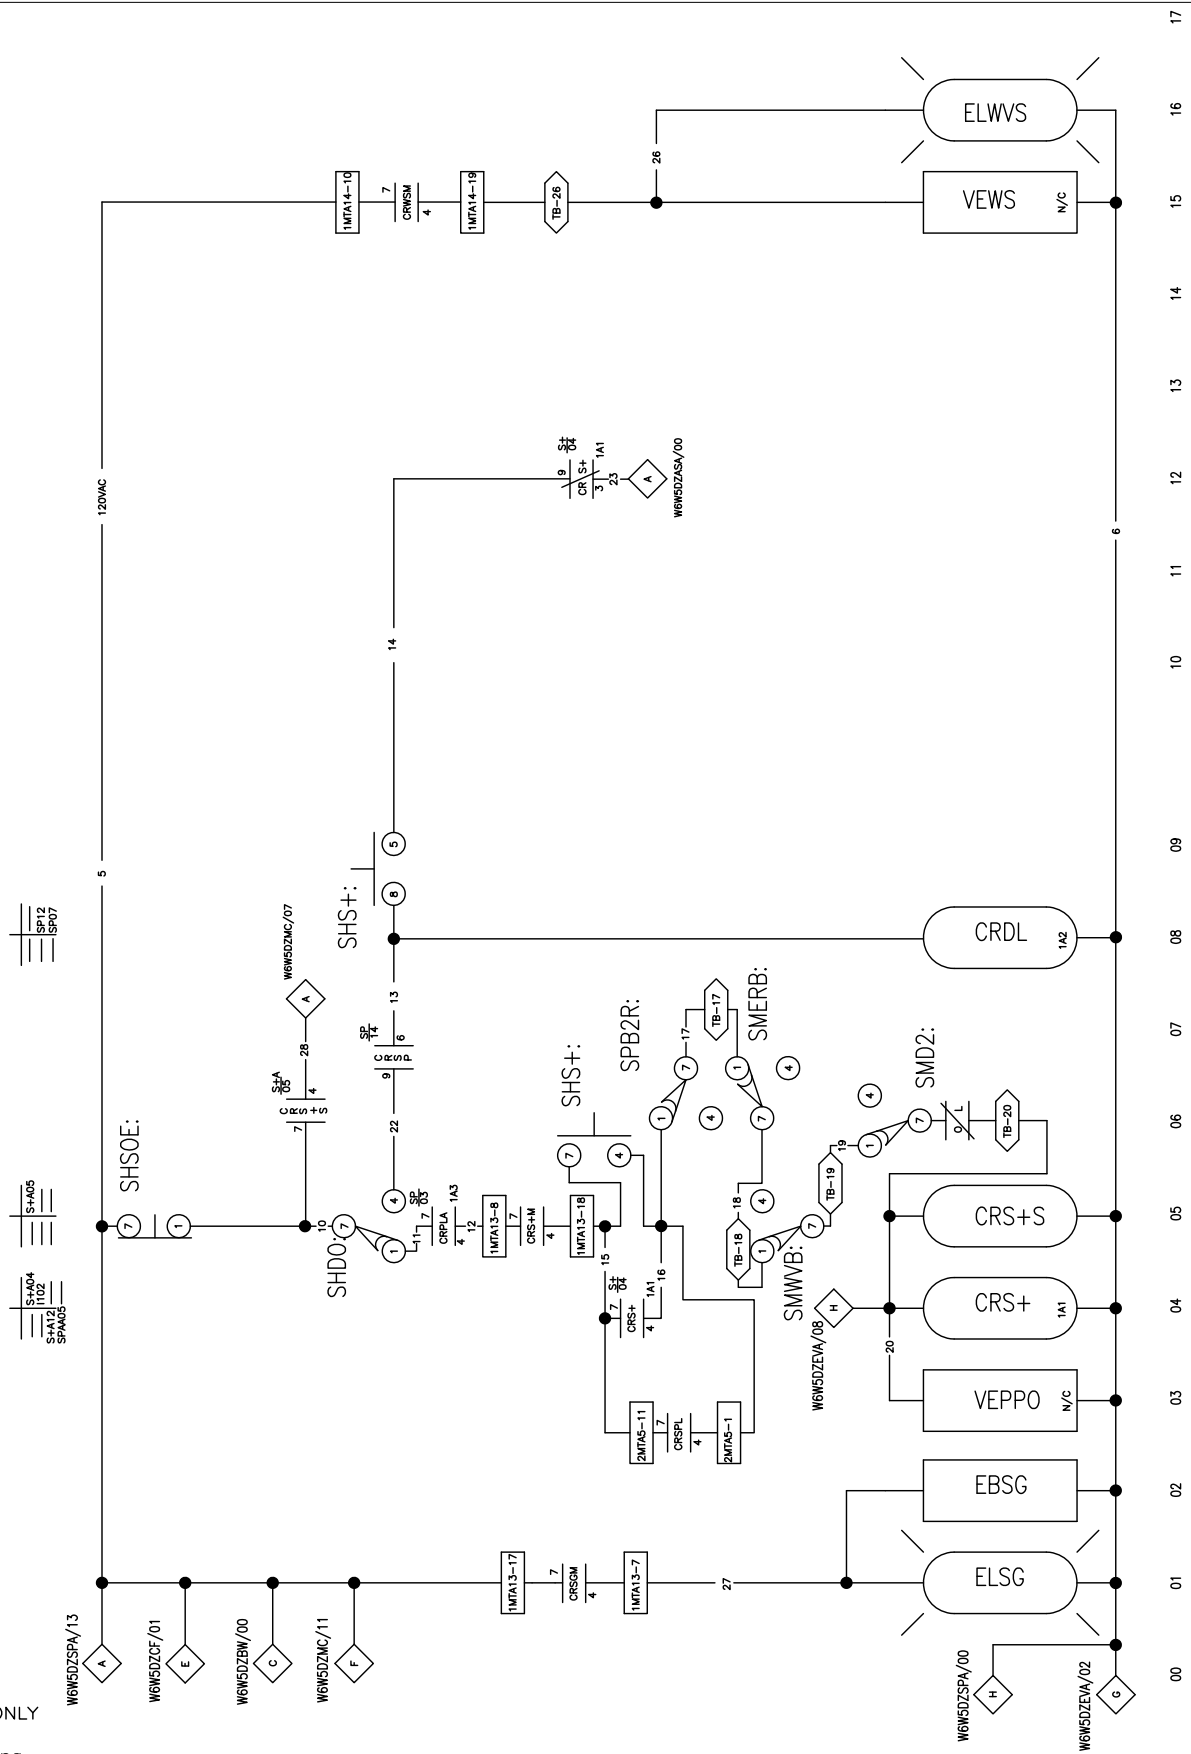 17
16
15
14
13
12
11
10
09
08
07
06
05
04
03
02
01
00
ELWVS
26
1MTA14-10
7
CRWSM
4
1MTA14-19
TB-26
VEWS
N/C
120VAC
5
6
S+
04
9
CR S+
3
1A1
23
A
W6W5DZASA/00
14
SP12
SP07
SHS+:
5
8
CRDL
1A2
W6W5DZMC/07
A
28
S+A
05
4
C
R
S
+
S
7
SP
14
13
6
C
R
S
P
9
22
4
SHSOE:
7
1
10
SHDO:
7
1
11
SP
03
7
CRPLA
4
1A3
12
1MTA13-8
7
CRS+M
4
1MTA13-18
SHS+:
7
4
SPB2R:
1
7
4
17
TB-17
SMERB:
1
7
4
18
TB-18
SMWVB:
1
7
4
TB-19
19
SMD2:
1
7
4
O L
TB-20
S+A05
S+A04
I102
S+A12
SPAA05
15
S+
04
7
CRS+
4
1A1
16
2MTA5-11
7
CRSPL
4
2MTA5-1
CRS+S
W6W5DZEVA/08
H
20
CRS+
1A1
VEPPO
N/C
EBSG
ELSG
1MTA13-17
7
CRSGM
4
1MTA13-7
27
W6W5DZSPA/13
A
W6W5DZCF/01
E
W6W5DZBW/00
C
W6W5DZMC/11
F
W6W5DZSPA/00
H
W6W5DZEVA/02
G
ONLY